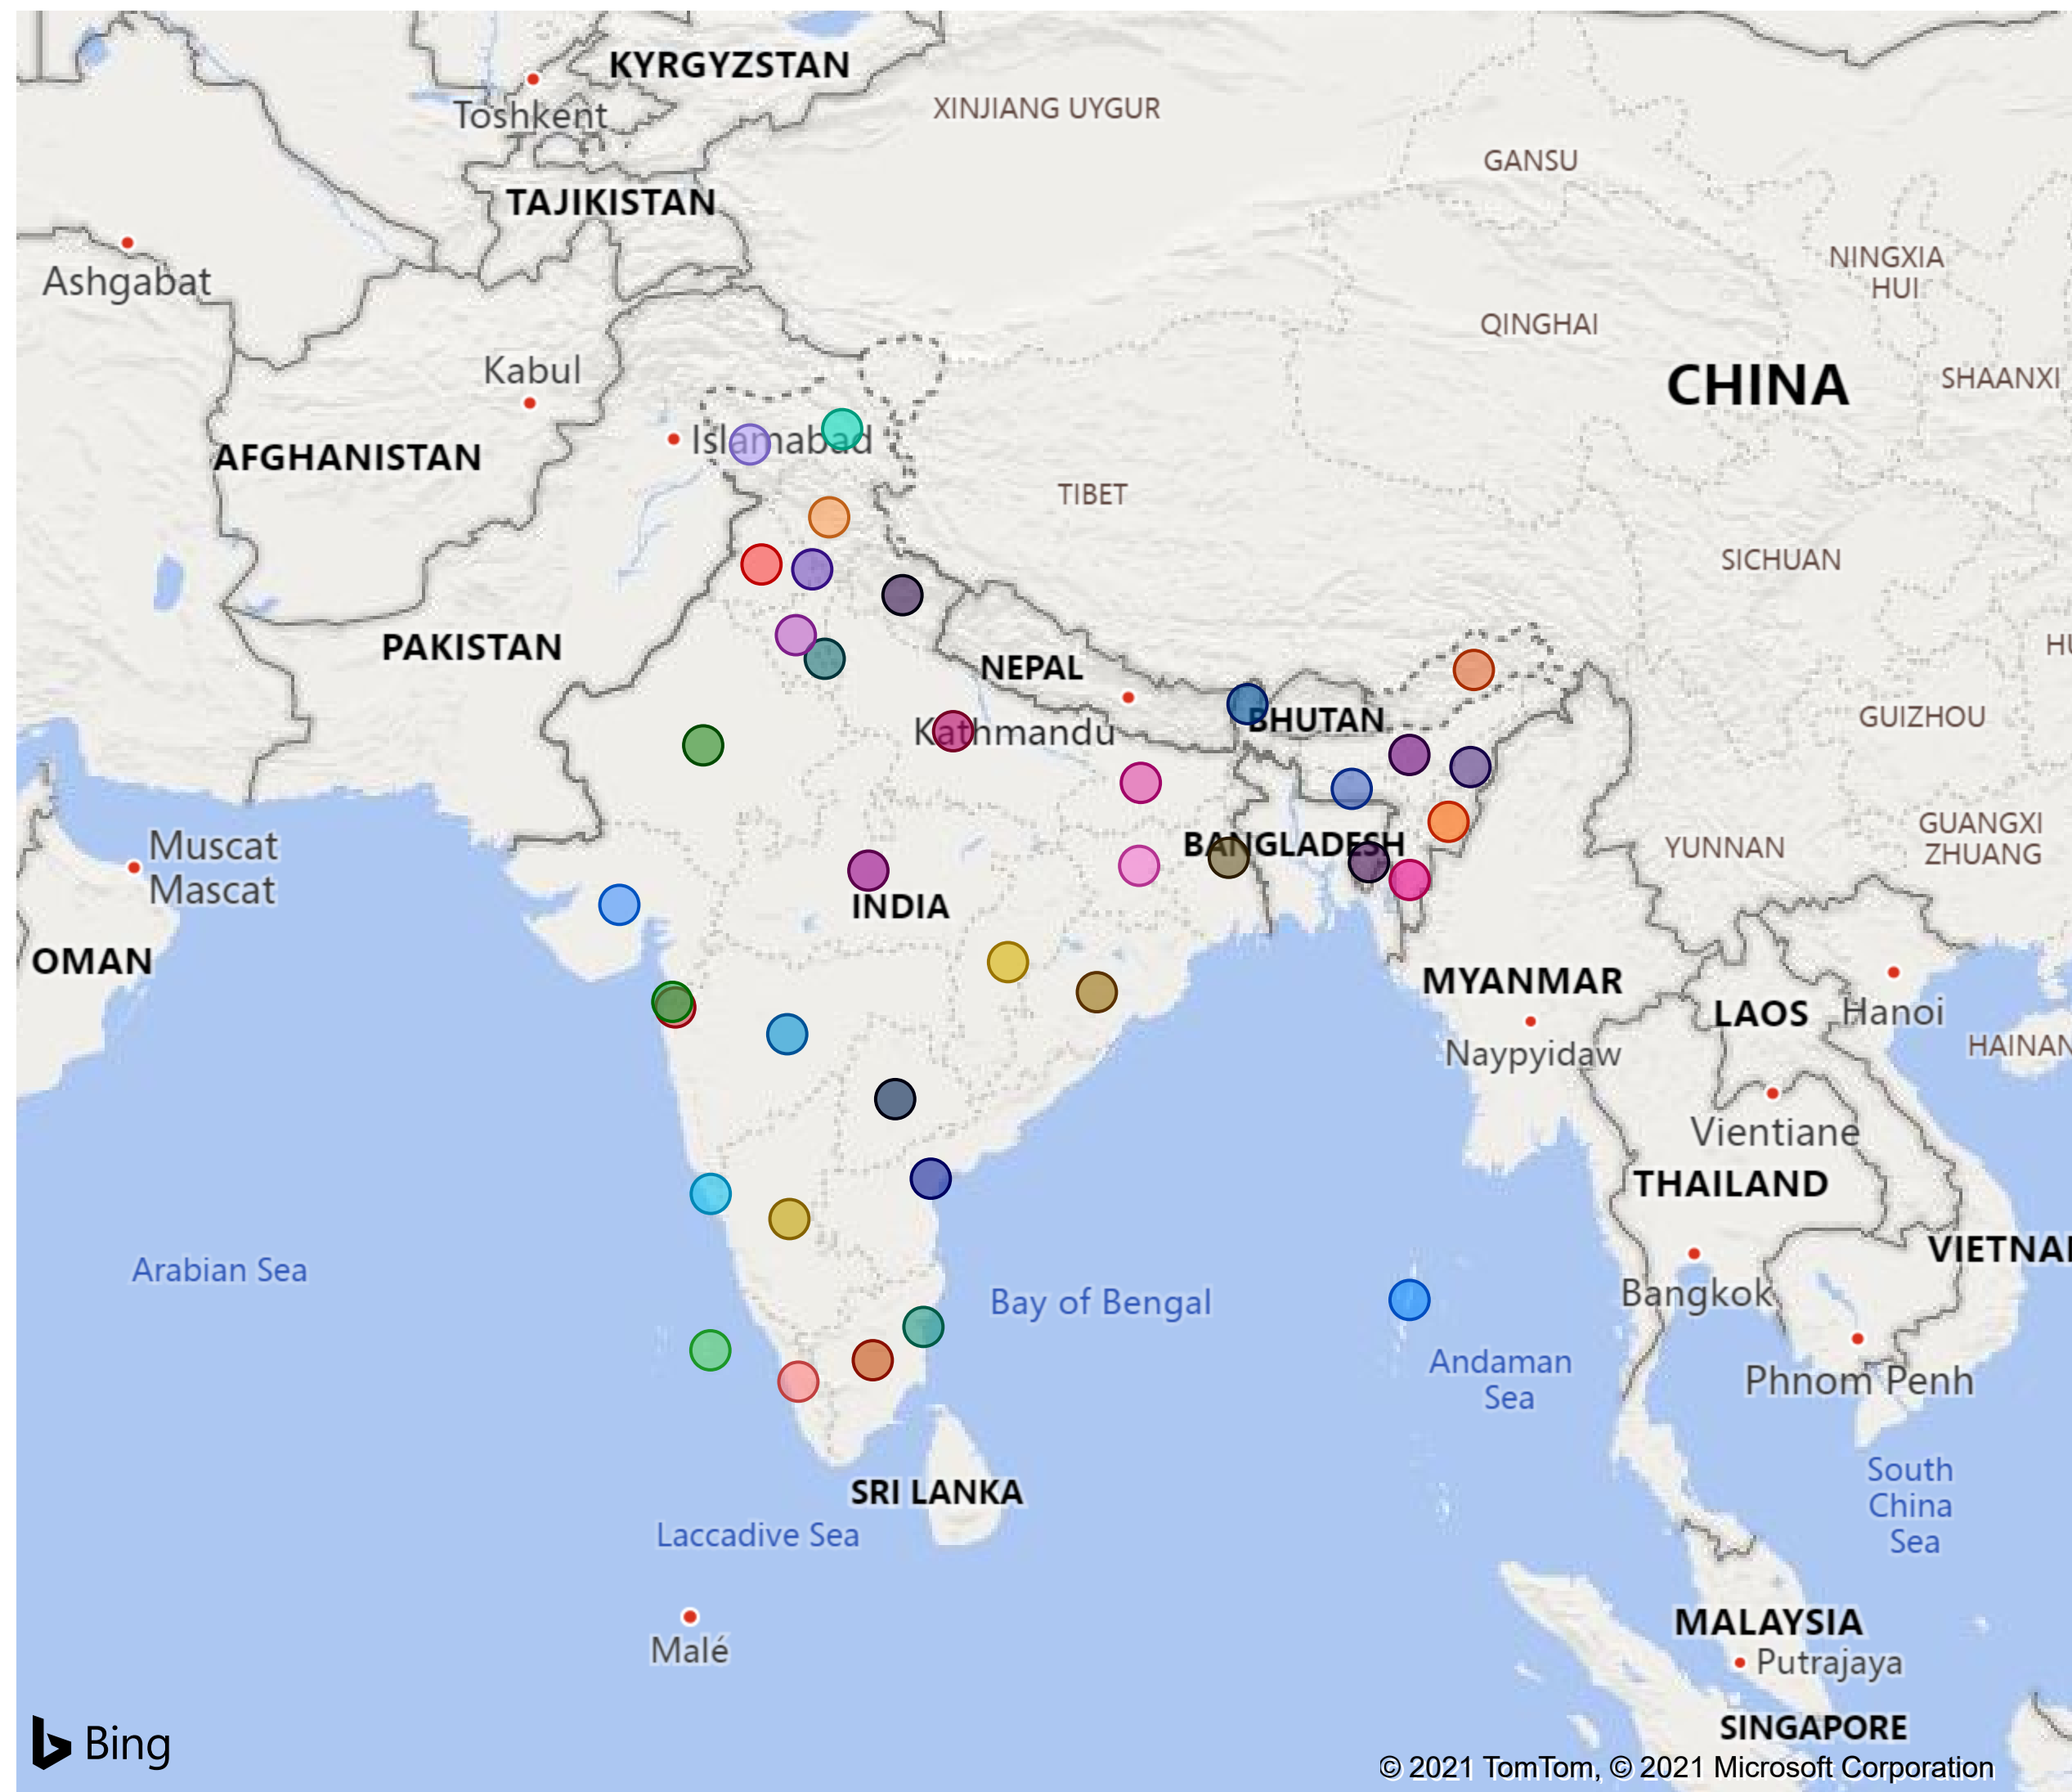 KYRGYZSTAN
XINJIANG UYGUR
Toshkent
GANSU
TAJIKISTAN
NINGXIA
HUI
Ashgabat
QINGHAI
Kabul
CHINA
SHAANXI
Islamabad
AFGHANISTAN
TIBET
SICHUAN
PAKISTAN
HU
NEPAL
GUIZHOU
BHUTAN
Kathmandu
GUANGXI
ZHUANG
Muscat
Mascat
BANGLADESH
YUNNAN
INDIA
OMAN
MYANMAR
LAOS
Hanoi
HAINAN
Naypyidaw
Vientiane
THAILAND
VIETNA
Arabian Sea
Bay of Bengal
Bangkok
Andaman
Sea
Phnom Penh
South
China
Sea
SRI LANKA
Laccadive Sea
MALAYSIA
Malé
Putrajaya
SINGAPORE
Bing
© 2021 TomTom, © 2021 Microsoft Corporation